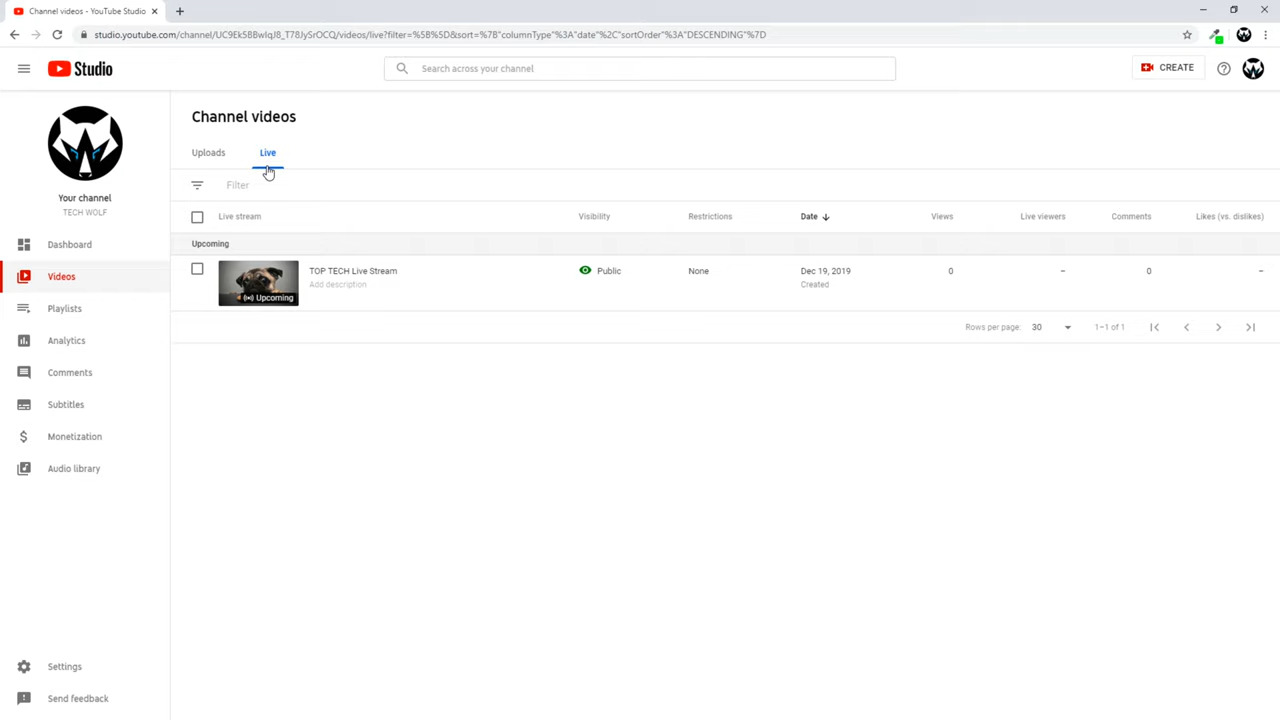 Channel videos - YouTube Studio
studio.youtube.com/channel/UC9Ek5BBwIqJ8_T78JySrOCQ/videos/live?filter=%5B%5D&sort=%7B"columnType"%3A"date"%2C"sortOrder"%3A"DESCENDING"%7D
Studio
Search across your channel
CREATE
Your channel
TECH WOLF
Dashboard
Videos
Playlists
Analytics
Comments
Subtitles
Monetization
Audio library
Settings
Send feedback
Channel videos
Uploads Live
Filter
Live stream Visibility Restrictions Date Views Live viewers Comments Likes (vs. dislikes)
Upcoming
Upcoming
TOP TECH Live Stream Public None Dec 19, 2019 0 – 0 –
Add description Created
Rows per page: 30 1–1 of 1